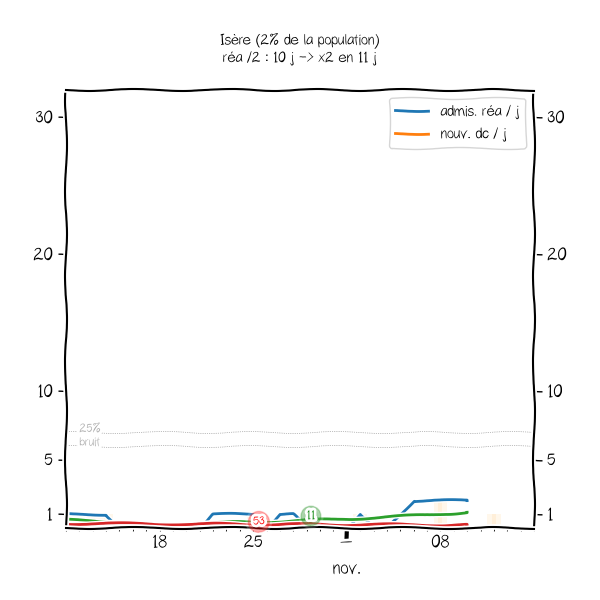 Isère (2% de la population)
réa /2 : 10 j -> x2 en 11 j
admis. réa / j
nouv. dc / j
30
30
20
20
10
10
25%
bruit
5
5
1
1
53
11
18
25
1
08
nov.